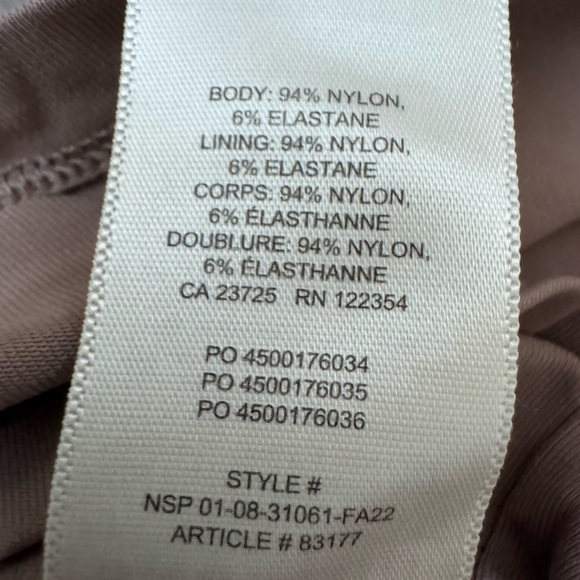 BODY: 94% NYLON,
6% ELASTANE
LINING: 94% NYLON,
6% ELASTANE
CORPS: 94% NYLON,
6% ÉLASTHANNE
DOUBLURE: 94% NYLON,
6% ÉLASTHANNE
CA 23725 RN 122354
PO 4500176034
PO 4500176035
PO 4500176036
STYLE #
NSP 01-08-31061-FA22
ARTICLE # 83177